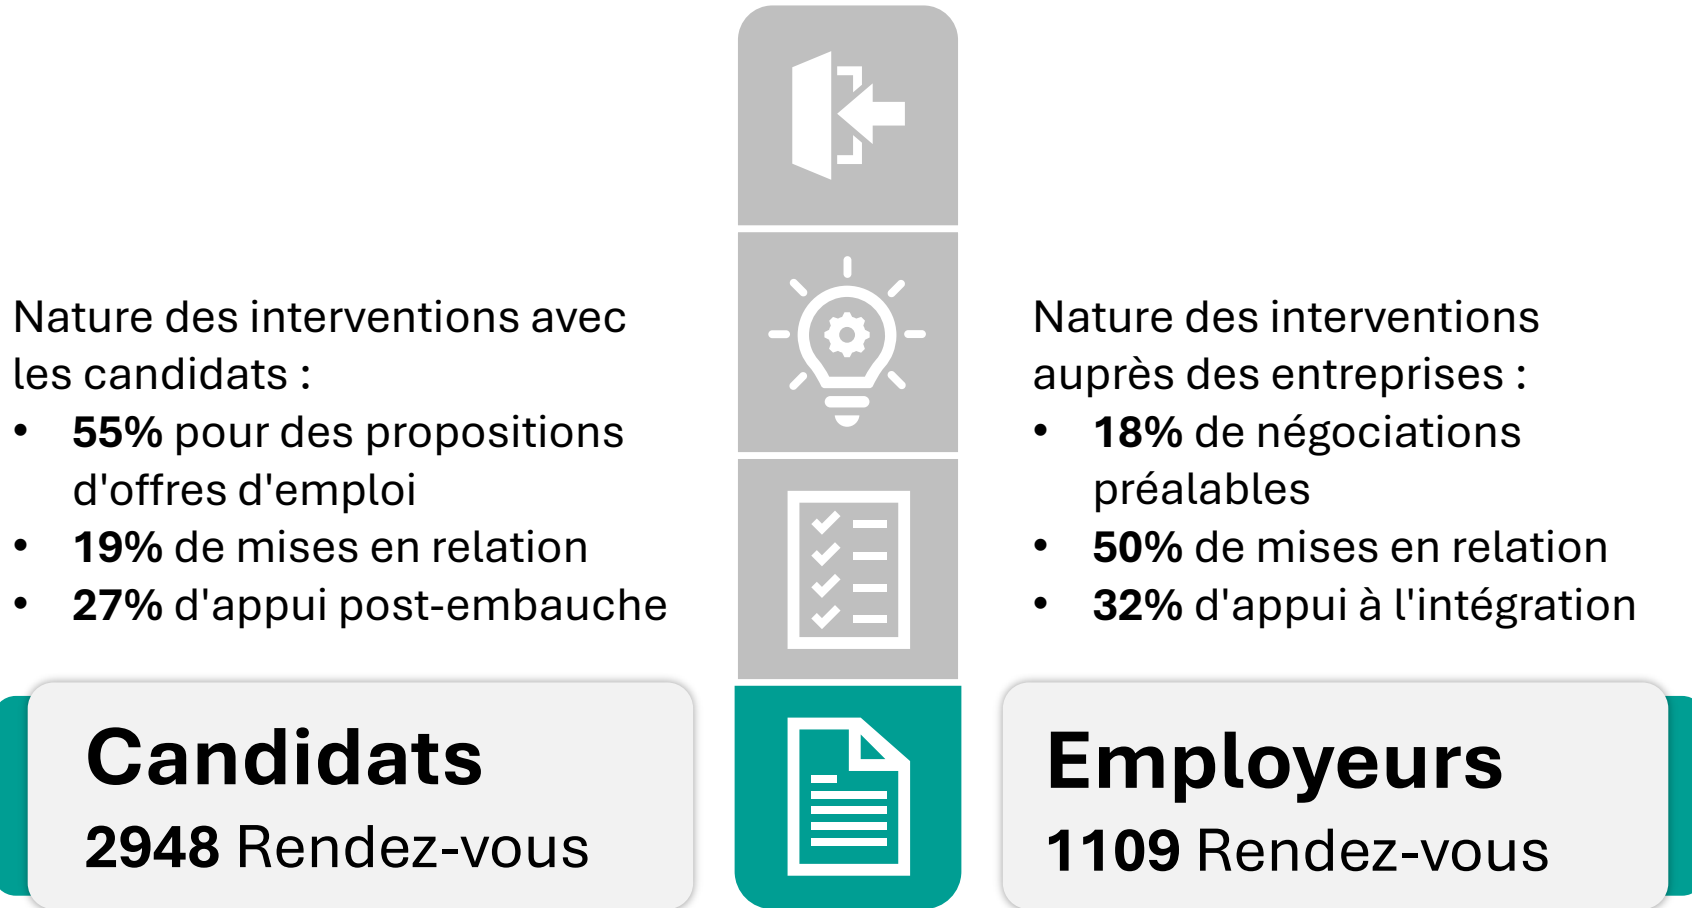 Nature des interventions avec
les candidats :
• 55% pour des propositions
d'offres d'emploi
• 19% de mises en relation
• 27% d'appui post-embauche
Candidats
2948 Rendez-vous
Nature des interventions
auprès des entreprises :
• 18% de négociations
préalables
• 50% de mises en relation
• 32% d'appui à l'intégration
Employeurs
1109 Rendez-vous